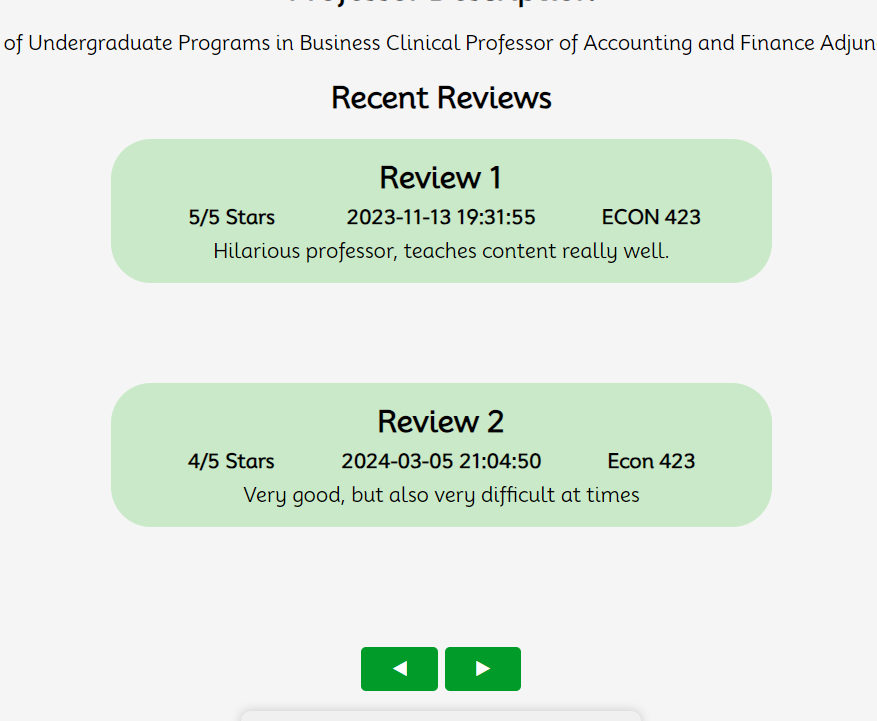 Professor Description
of Undergraduate Programs in Business Clinical Professor of Accounting and Finance Adjun
Recent Reviews
Review 1
5/5 Stars 2023-11-13 19:31:55 ECON 423
Hilarious professor, teaches content really well.
Review 2
4/5 Stars 2024-03-05 21:04:50 Econ 423
Very good, but also very difficult at times